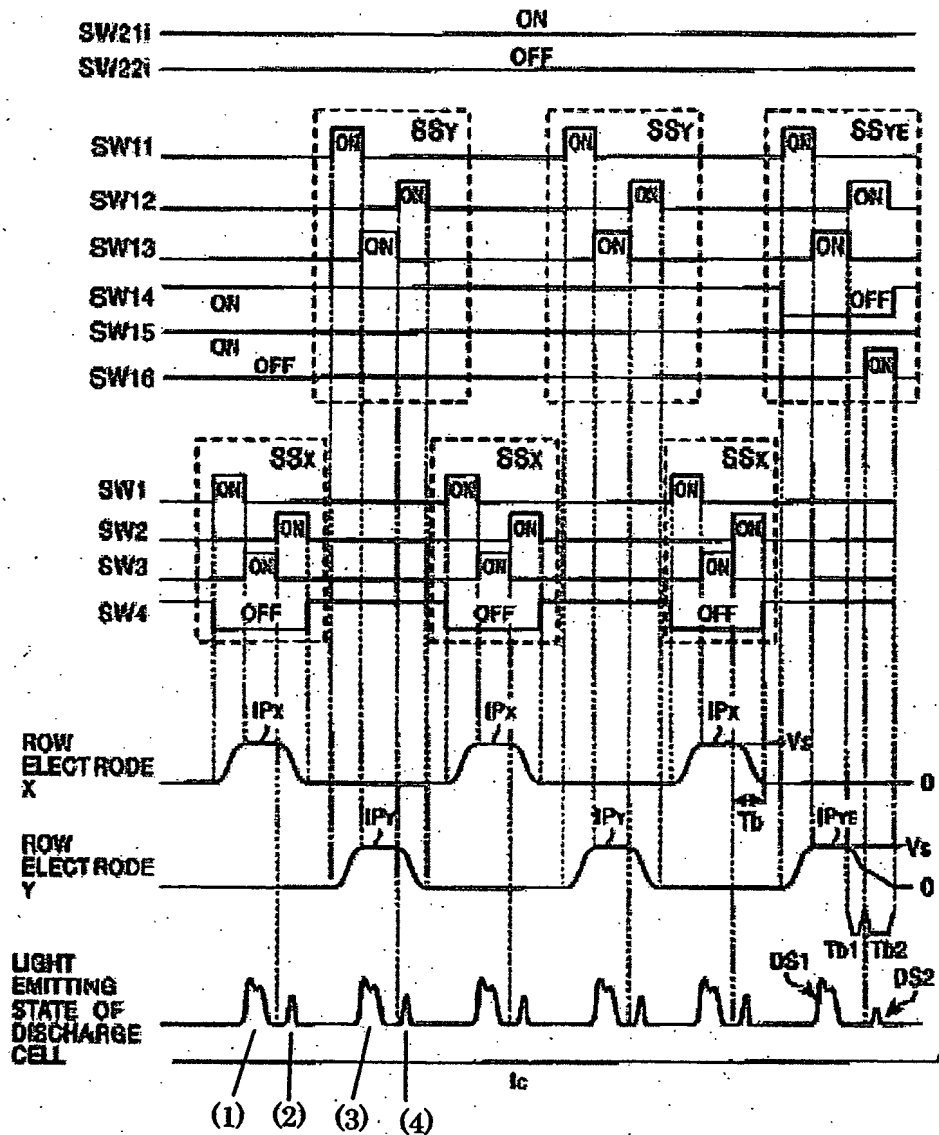 SW21i ON
SW22i OFF
SSY SSY SSYE
SW11 ON ON ON
SW12 ON ON ON
SW13 ON ON ON
SW14 ON OFF
SW15 ON
SW16 OFF ON
SSX SSX SSX
SW1 ON ON ON
SW2 ON ON ON
SW3 ON ON ON
SW4 OFF OFF OFF
IPX IPX IPX
ROW
ELECTRODE
X
Vs
0
Tb
IPY IPY IPYE
ROW
ELECTRODE
Y
Vs
0
Tb1 Tb2
LIGHT
EMITTING
STATE OF
DISCHARGE
CELL
DS1 DS2
Ic
(1) (2) (3) (4)